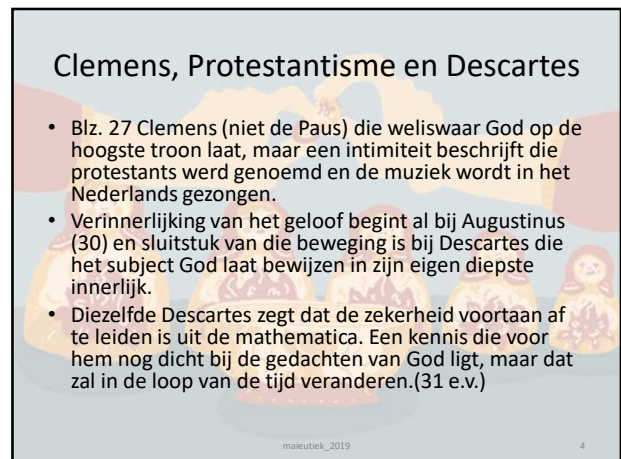 Clemens, Protestantisme en Descartes
• Blz. 27 Clemens (niet de Paus) die weliswaar God op de
hoogste troon laat, maar een intimiteit beschrijft die
protestants werd genoemd en de muziek wordt in het
Nederlands gezongen.
• Verinnerlijking van het geloof begint al bij Augustinus
(30) en sluitstuk van die beweging is bij Descartes die
het subject God laat bewijzen in zijn eigen diepste
innerlijk.
• Diezelfde Descartes zegt dat de zekerheid voortaan af
te leiden is uit de mathematica. Een kennis die voor
hem nog dicht bij de gedachten van God ligt, maar dat
zal in de loop van de tijd veranderen.(31 e.v.)
maieutiek_2019
4